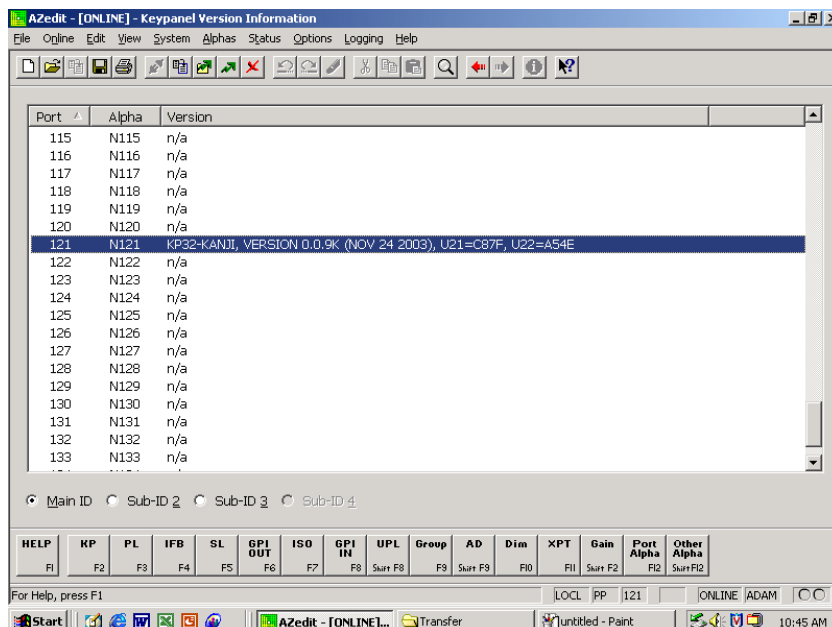 AZedit - [ONLINE] - Keypanel Version Information
File Online Edit View System Alphas Status Options Logging Help
Port Alpha Version
115 N115 n/a
116 N116 n/a
117 N117 n/a
118 N118 n/a
119 N119 n/a
120 N120 n/a
121 N121 KP32-KANJI, VERSION 0.0.9K (NOV 24 2003), U21=C87F, U22=A54E
122 N122 n/a
123 N123 n/a
124 N124 n/a
125 N125 n/a
126 N126 n/a
127 N127 n/a
128 N128 n/a
129 N129 n/a
130 N130 n/a
131 N131 n/a
132 N132 n/a
133 N133 n/a
Main ID Sub-ID 2 Sub-ID 3 Sub-ID 4
HELP KP PL IFB SL GPI OUT ISO GPI IN UPL Group AD Dim XPT Gain Port Alpha Other Alpha
F1 F2 F3 F4 F5 F6 F7 F8 Shift F8 F9 Shift F9 F10 F11 Shift F2 F12 Shift F12
For Help, press F1 LOCL PP 121 ONLINE ADAM
Start AZedit - [ONLINE]... Transfer untitled - Paint 10:45 AM